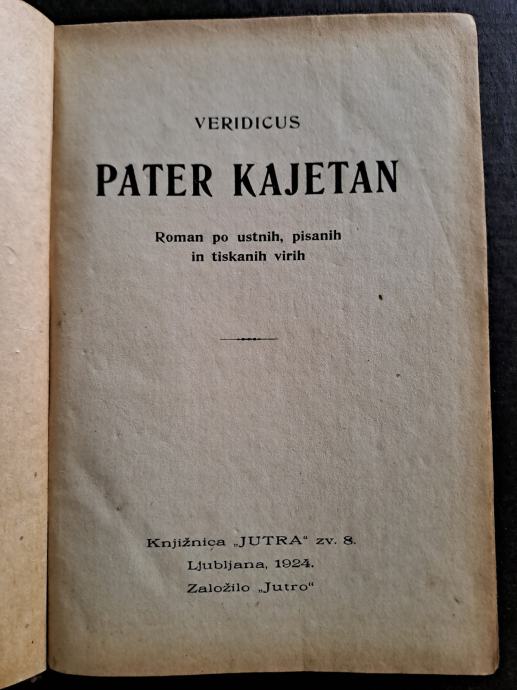 VERIDICUS
PATER KAJETAN
Roman po ustnih, pisanih
in tiskanih virih
Knjižnica „JUTRA“ zv. 8.
Ljubljana, 1924.
Založilo „Jutro“